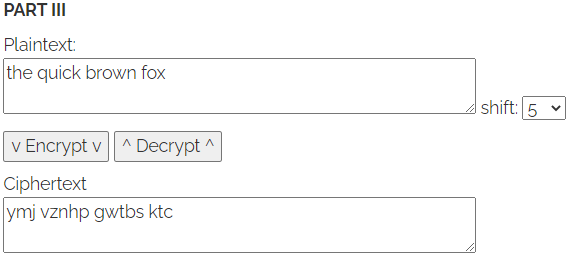 PART III
Plaintext:
the quick brown fox
shift: 5
v Encrypt v ^ Decrypt ^
Ciphertext
ymj vznhp gwtbs ktc